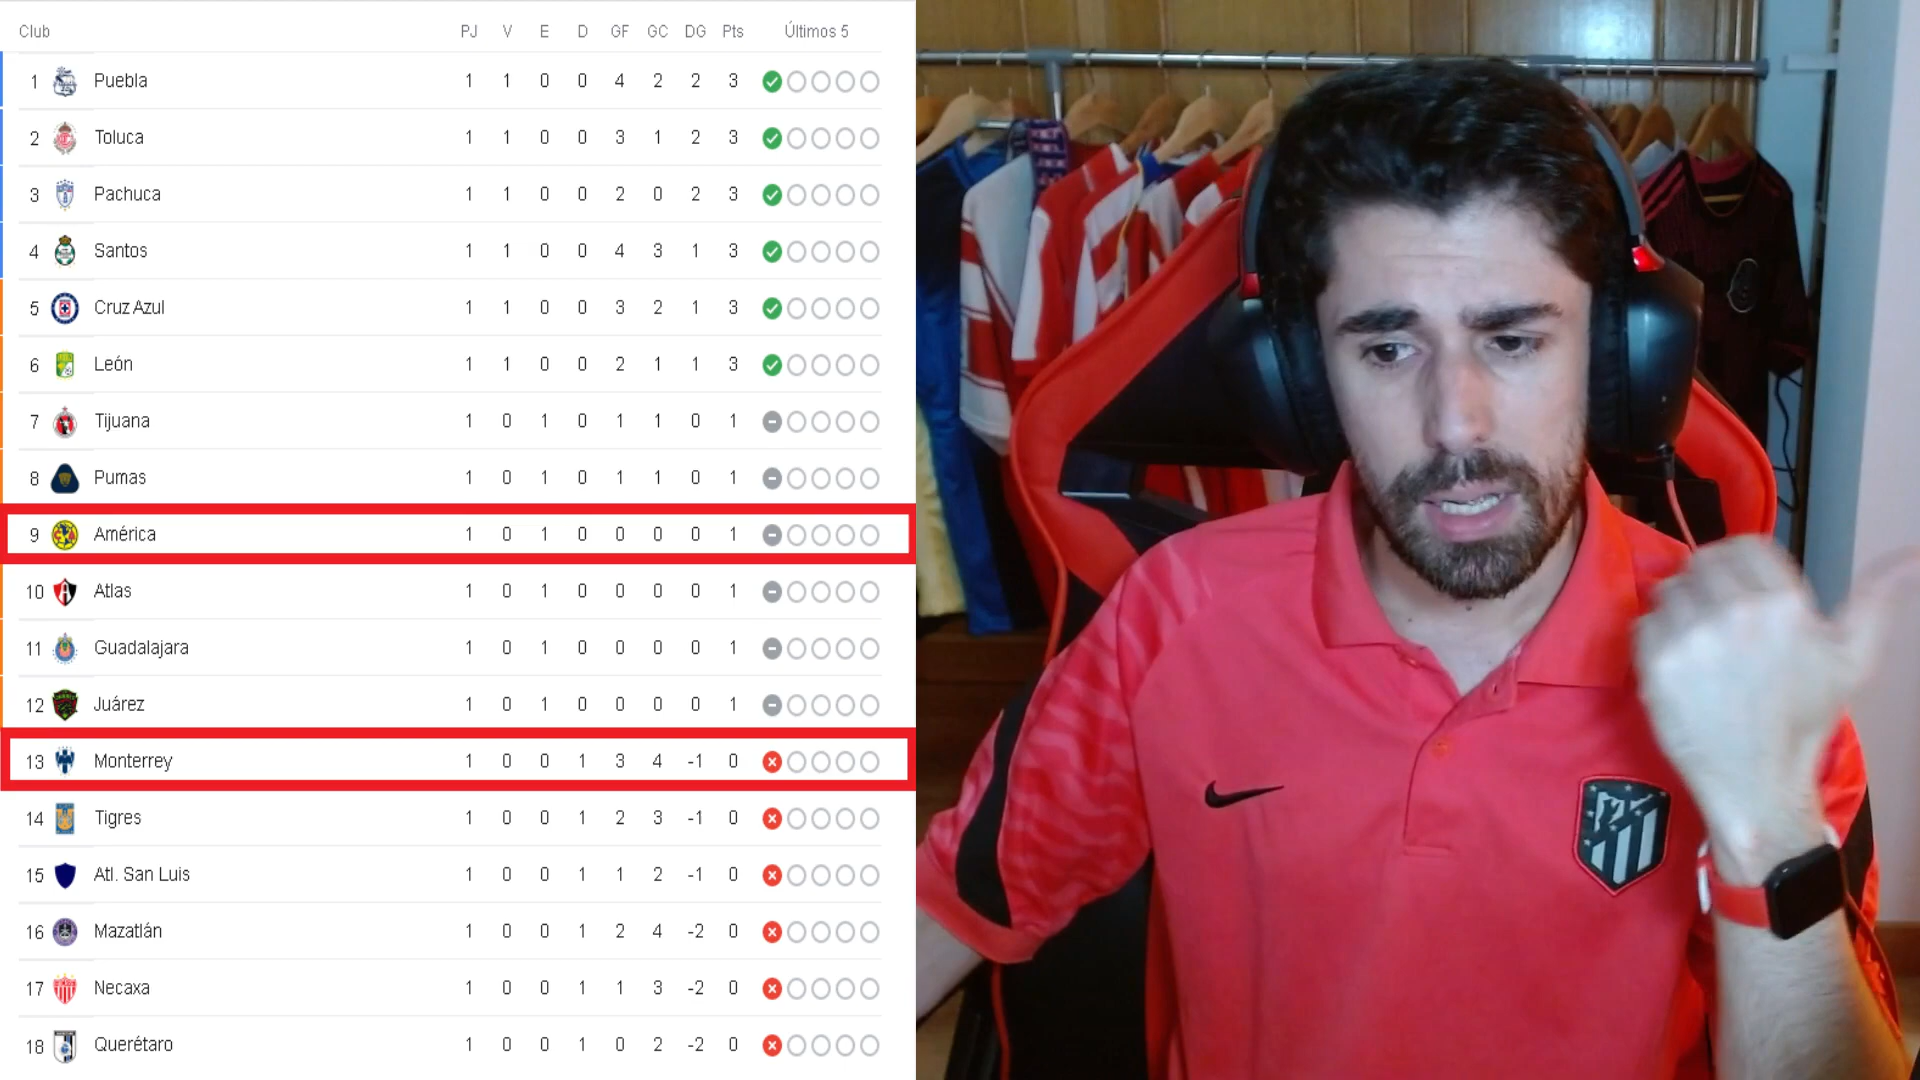 Club PJ V E D GF GC DG Pts Últimos 5
1 Puebla 1 1 0 0 4 2 2 3
2 Toluca 1 1 0 0 3 1 2 3
3 Pachuca 1 1 0 0 2 0 2 3
4 Santos 1 1 0 0 4 3 1 3
5 Cruz Azul 1 1 0 0 3 2 1 3
6 León 1 1 0 0 2 1 1 3
7 Tijuana 1 0 1 0 1 1 0 1
8 Pumas 1 0 1 0 1 1 0 1
9 América 1 0 1 0 0 0 0 1
10 Atlas 1 0 1 0 0 0 0 1
11 Guadalajara 1 0 1 0 0 0 0 1
12 Juárez 1 0 1 0 0 0 0 1
13 Monterrey 1 0 0 1 3 4 -1 0
14 Tigres 1 0 0 1 2 3 -1 0
15 Atl. San Luis 1 0 0 1 1 2 -1 0
16 Mazatlán 1 0 0 1 2 4 -2 0
17 Necaxa 1 0 0 1 1 3 -2 0
18 Querétaro 1 0 0 1 0 2 -2 0